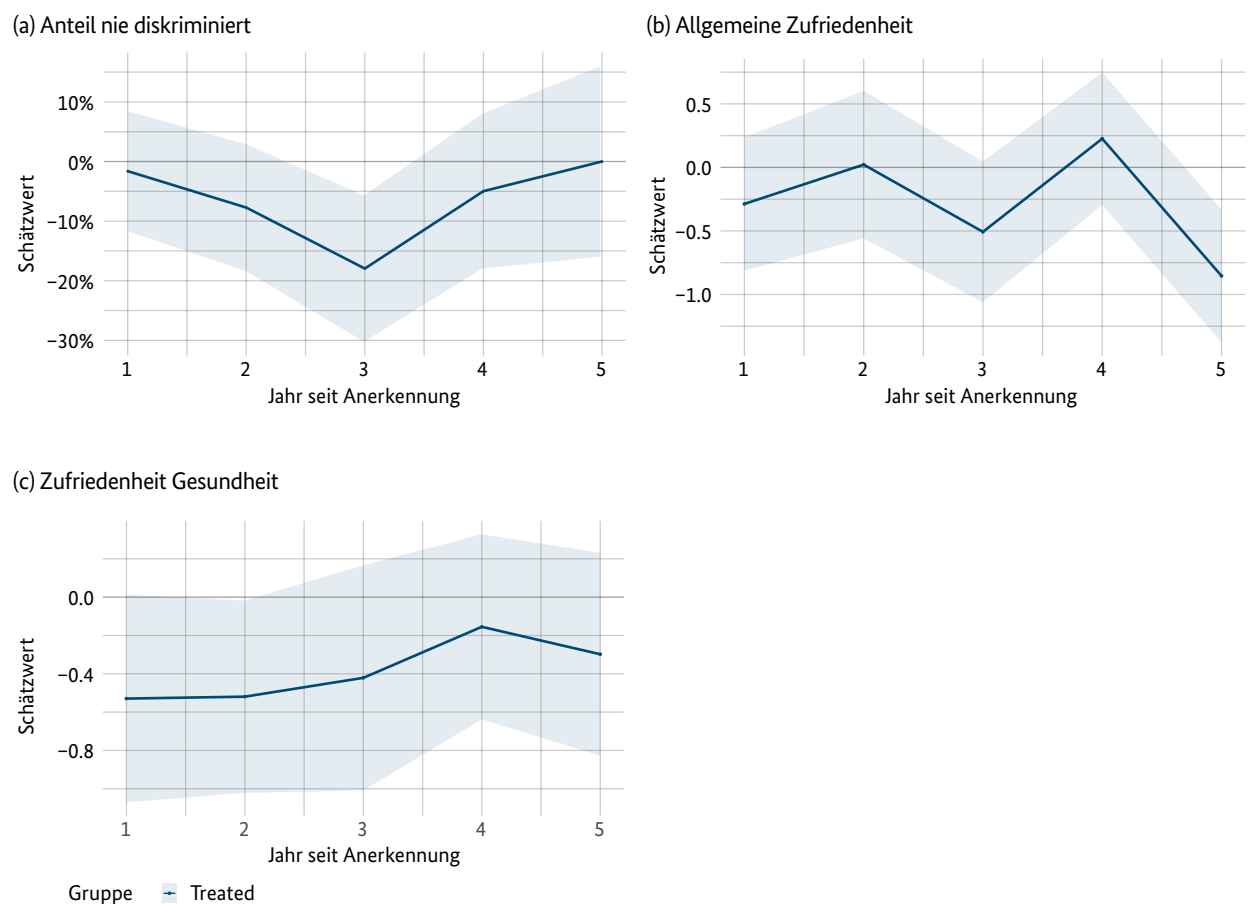 (a) Anteil nie diskriminiert
10%
0%
−10%
−20%
−30%
Schätzwert
1 2 3 4 5
Jahr seit Anerkennung
(b) Allgemeine Zufriedenheit
0.5
0.0
−0.5
−1.0
Schätzwert
1 2 3 4 5
Jahr seit Anerkennung
(c) Zufriedenheit Gesundheit
0.0
−0.4
−0.8
Schätzwert
1 2 3 4 5
Jahr seit Anerkennung
Gruppe Treated